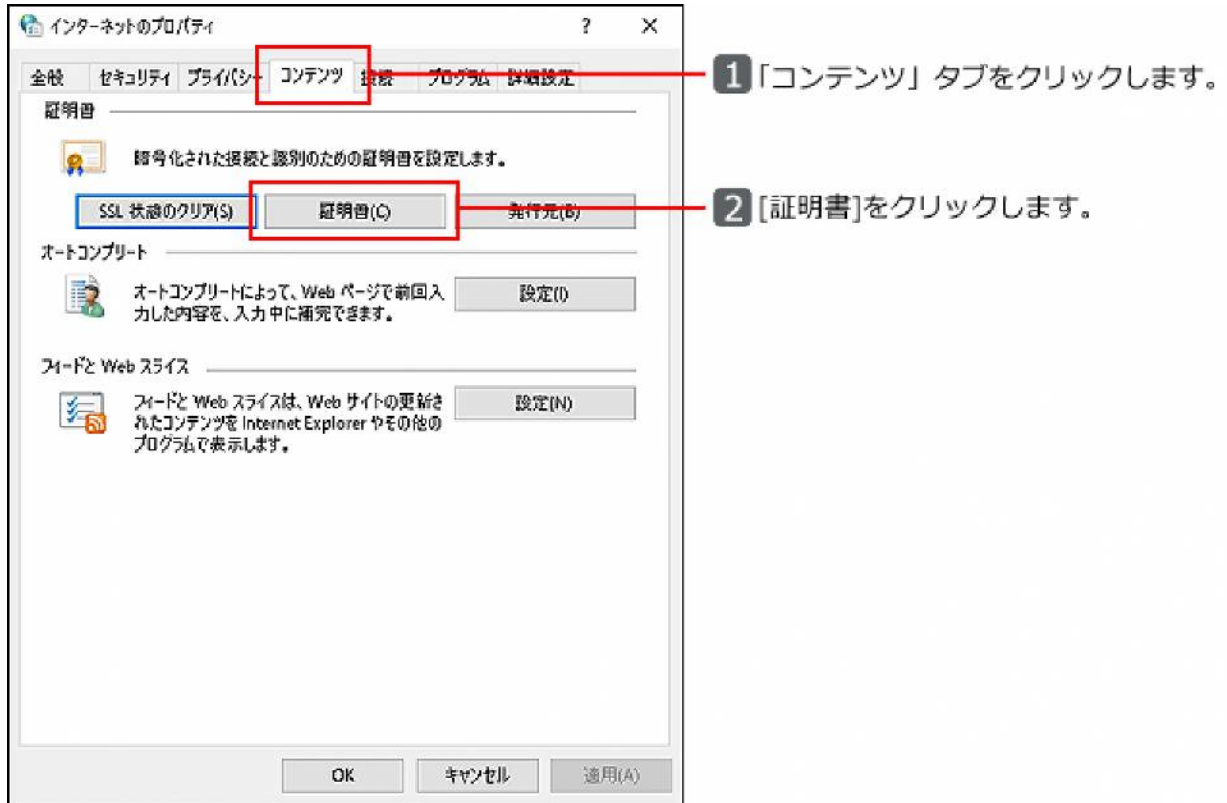 インターネットのプロパティ ? ×
全般 セキュリティ プライバシー コンテンツ 接続 プログラム 詳細設定
1 「コンテンツ」タブをクリックします。
証明書
暗号化された接続と識別のための証明書を設定します。
SSL 状態のクリア(S) 証明書(C) 発行元(B)
2 [証明書]をクリックします。
オートコンプリート
オートコンプリートによって、Web ページで前回入
力した内容を、入力中に補完できます。
設定(I)
フィードと Web スライス
フィードと Web スライスは、Web サイトの更新さ
れたコンテンツを Internet Explorer やその他の
プログラムで表示します。
設定(N)
OK キャンセル 適用(A)